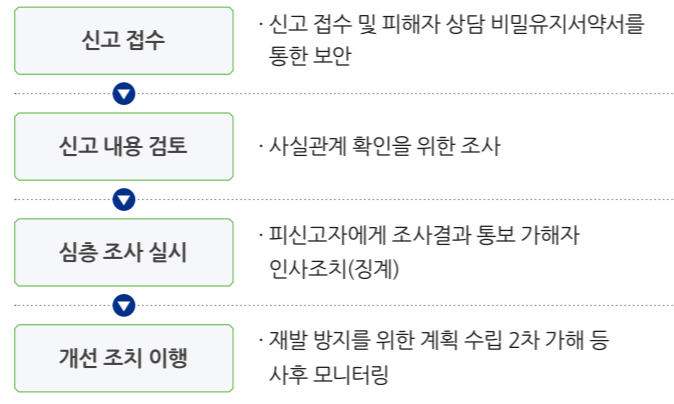 신고 접수
· 신고 접수 및 피해자 상담 비밀유지서약서를
통한 보안
신고 내용 검토
· 사실관계 확인을 위한 조사
심층 조사 실시
· 피신고자에게 조사결과 통보 가해자
인사조치(징계)
개선 조치 이행
· 재발 방지를 위한 계획 수립 2차 가해 등
사후 모니터링